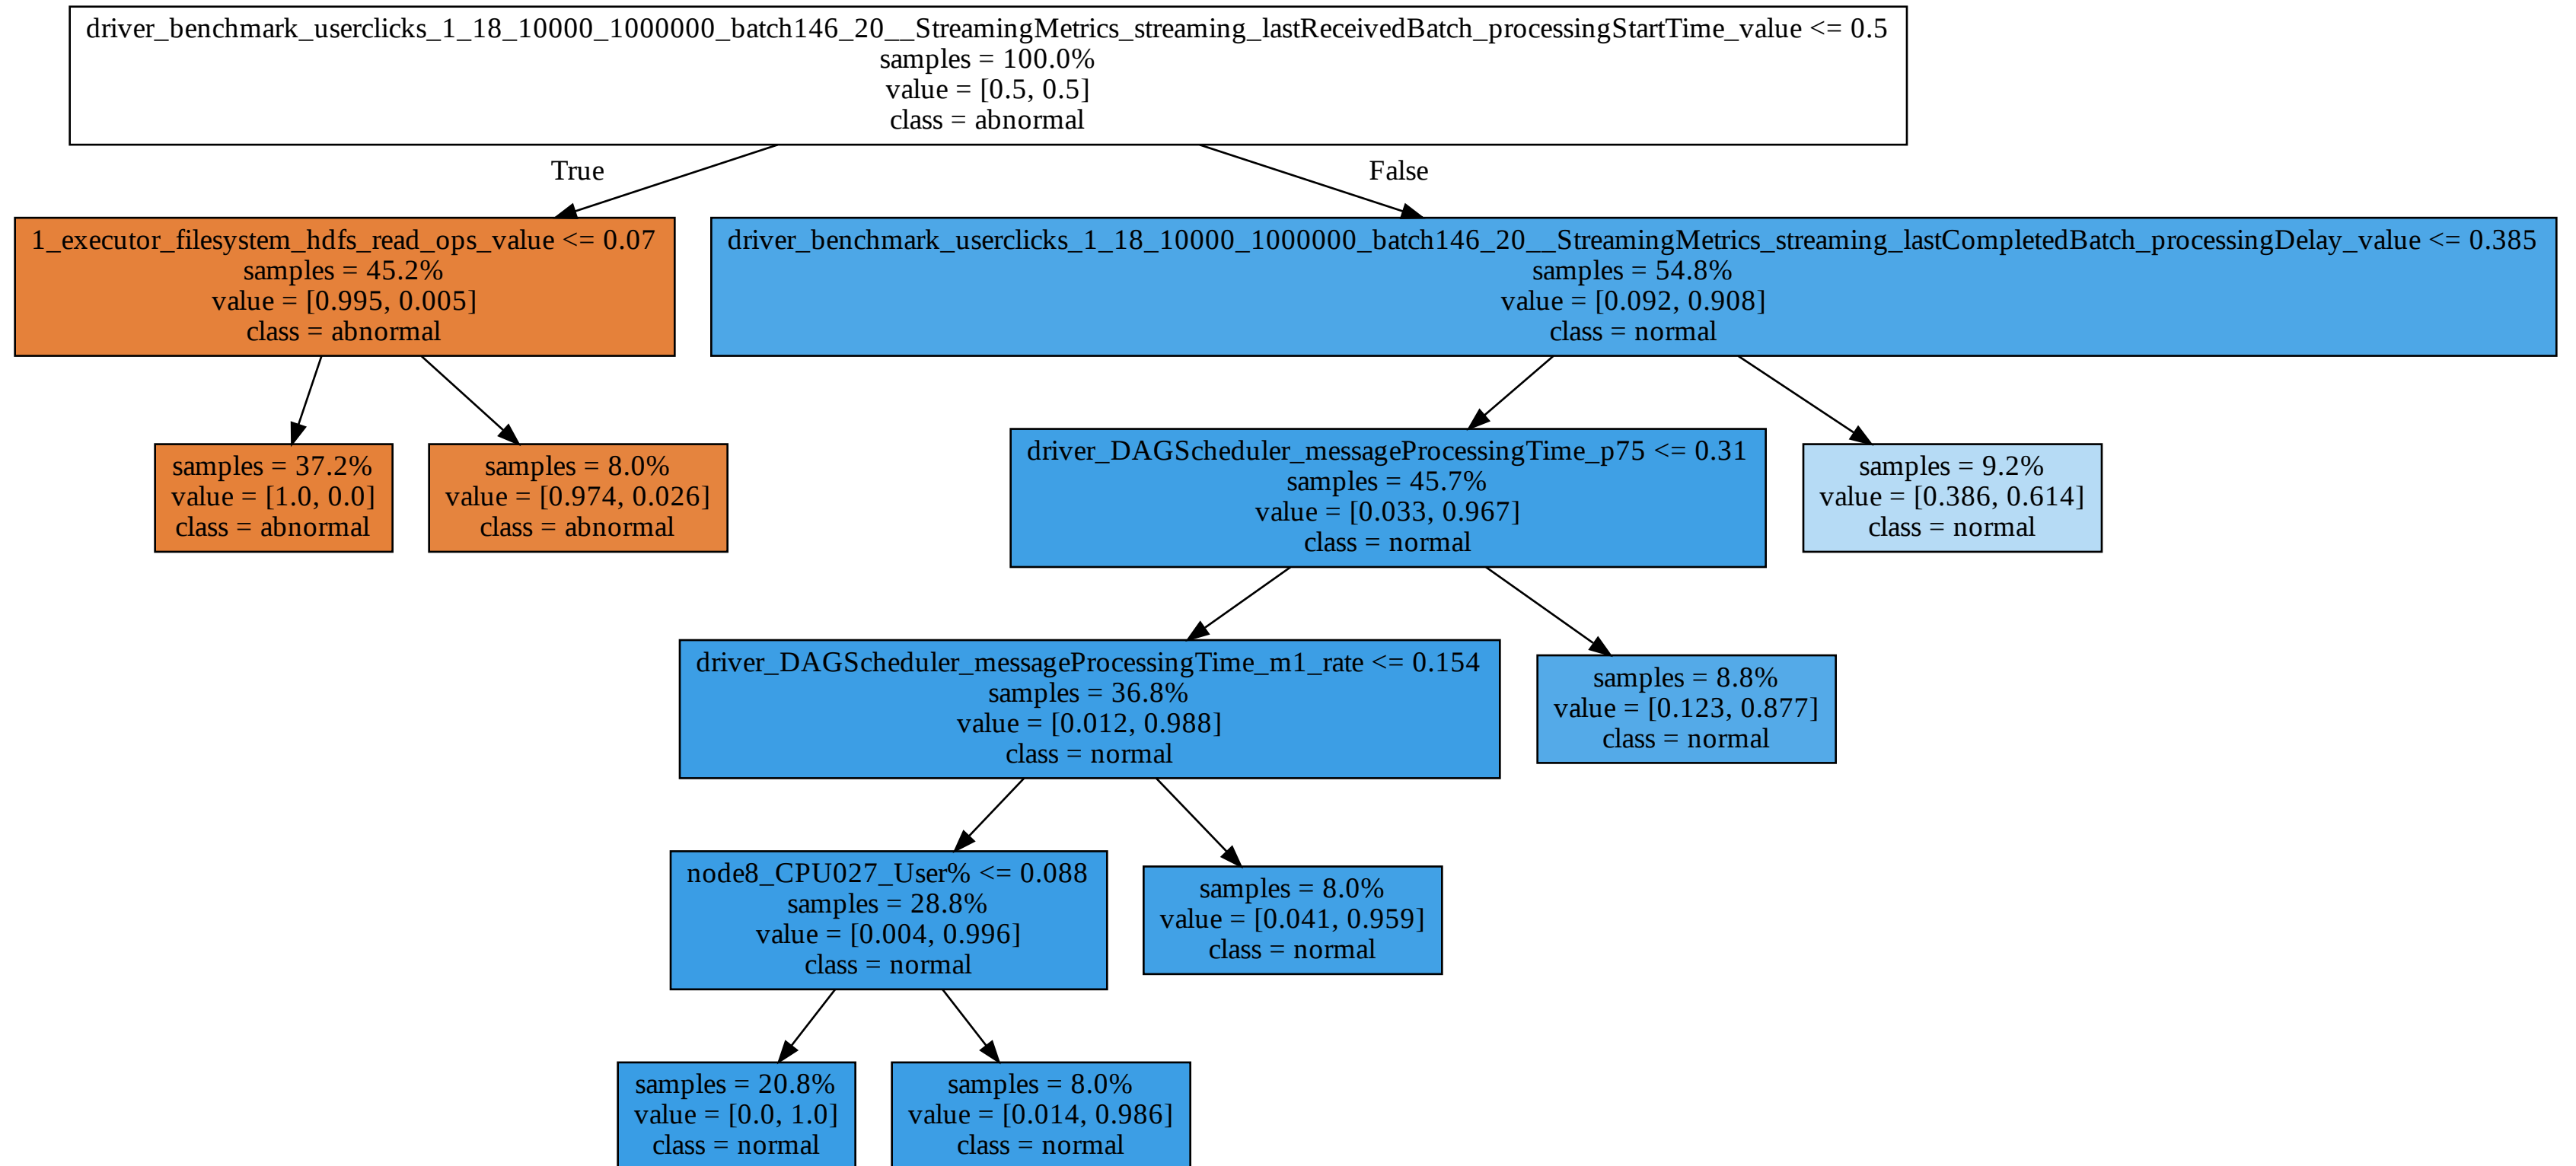 driver_benchmark_userclicks_1_18_10000_1000000_batch146_20__StreamingMetrics_streaming_lastReceivedBatch_processingStartTime_value <= 0.5
samples = 100.0%
value = [0.5, 0.5]
class = abnormal
True
False
1_executor_filesystem_hdfs_read_ops_value <= 0.07
samples = 45.2%
value = [0.995, 0.005]
class = abnormal
driver_benchmark_userclicks_1_18_10000_1000000_batch146_20__StreamingMetrics_streaming_lastCompletedBatch_processingDelay_value <= 0.385
samples = 54.8%
value = [0.092, 0.908]
class = normal
samples = 37.2%
value = [1.0, 0.0]
class = abnormal
samples = 8.0%
value = [0.974, 0.026]
class = abnormal
driver_DAGScheduler_messageProcessingTime_p75 <= 0.31
samples = 45.7%
value = [0.033, 0.967]
class = normal
samples = 9.2%
value = [0.386, 0.614]
class = normal
driver_DAGScheduler_messageProcessingTime_m1_rate <= 0.154
samples = 36.8%
value = [0.012, 0.988]
class = normal
samples = 8.8%
value = [0.123, 0.877]
class = normal
node8_CPU027_User% <= 0.088
samples = 28.8%
value = [0.004, 0.996]
class = normal
samples = 8.0%
value = [0.041, 0.959]
class = normal
samples = 20.8%
value = [0.0, 1.0]
class = normal
samples = 8.0%
value = [0.014, 0.986]
class = normal